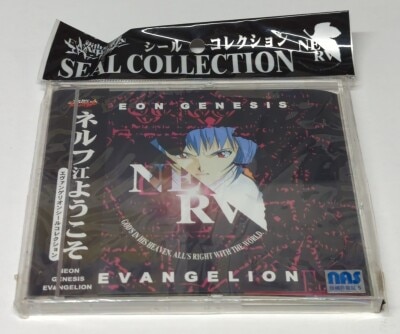 シール コレクション
NERV
SEAL COLLECTION
NEON GENESIS
ネルフ江ようこそ
エヴァンゲリオンシールコレクション
NERV
GOD'S IN HIS HEAVEN. ALL'S RIGHT WITH THE WORLD.
NEON
GENESIS
EVANGELION
EVANGELION
NAS